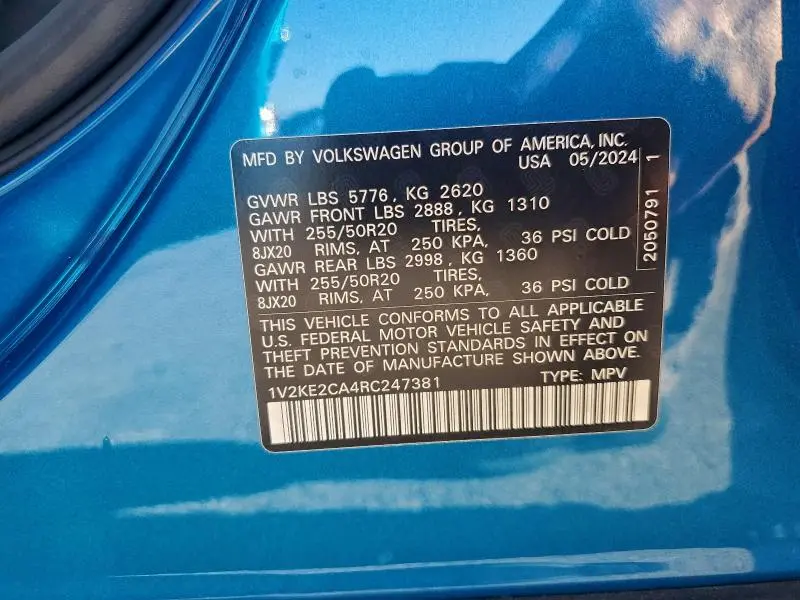 MFD BY VOLKSWAGEN GROUP OF AMERICA, INC.
USA 05/2024
GVWR LBS 5776, KG 2620
GAWR FRONT LBS 2888, KG 1310
WITH 255/50R20 TIRES,
8JX20 RIMS, AT 250 KPA, 36 PSI COLD
GAWR REAR LBS 2998, KG 1360
WITH 255/50R20 TIRES,
8JX20 RIMS, AT 250 KPA, 36 PSI COLD
THIS VEHICLE CONFORMS TO ALL APPLICABLE
U.S. FEDERAL MOTOR VEHICLE SAFETY AND
THEFT PREVENTION STANDARDS IN EFFECT ON
THE DATE OF MANUFACTURE SHOWN ABOVE.
1V2KE2CA4RC247381 TYPE: MPV
2050791 1